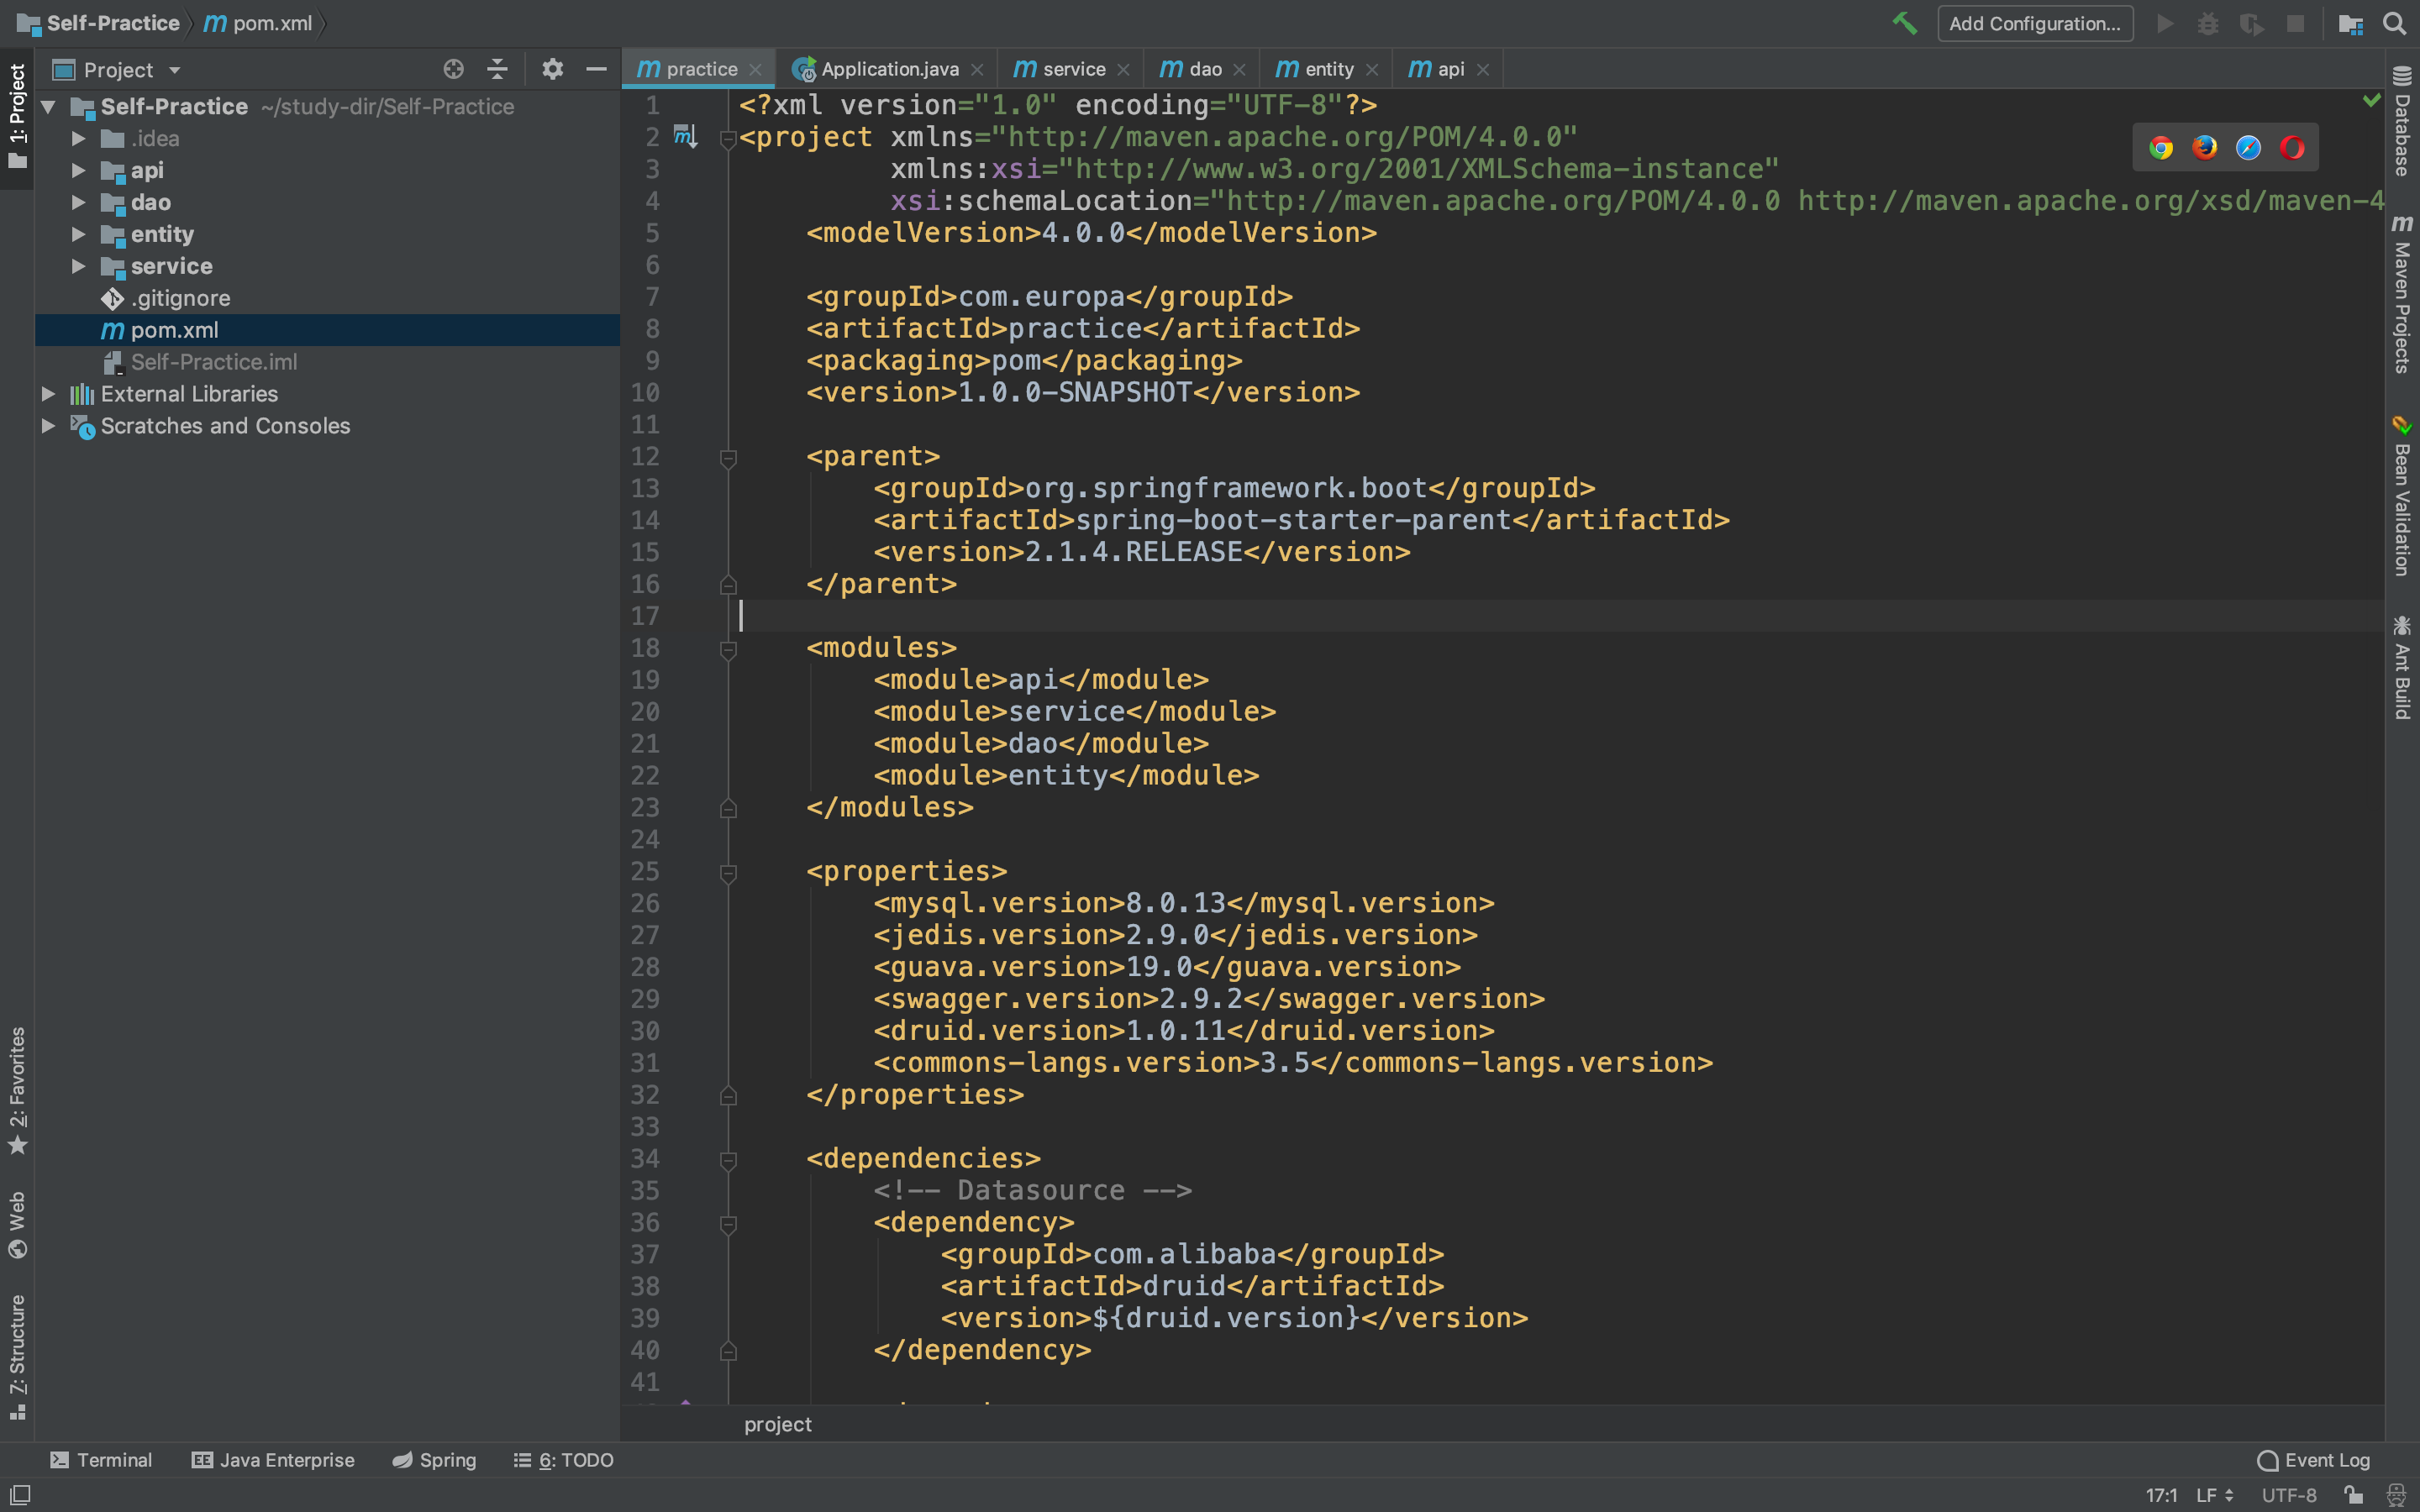 Self-Practice pom.xml
Add Configuration...
1: Project
Project
Self-Practice ~/study-dir/Self-Practice
.idea
api
dao
entity
service
.gitignore
pom.xml
Self-Practice.iml
External Libraries
Scratches and Consoles
2: Favorites
Web
7: Structure
practice Application.java service dao entity api
1 <?xml version="1.0" encoding="UTF-8"?>
2 <project xmlns="http://maven.apache.org/POM/4.0.0"
3 xmlns:xsi="http://www.w3.org/2001/XMLSchema-instance"
4 xsi:schemaLocation="http://maven.apache.org/POM/4.0.0 http://maven.apache.org/xsd/maven-4
5 <modelVersion>4.0.0</modelVersion>
6
7 <groupId>com.europa</groupId>
8 <artifactId>practice</artifactId>
9 <packaging>pom</packaging>
10 <version>1.0.0-SNAPSHOT</version>
11
12 <parent>
13 <groupId>org.springframework.boot</groupId>
14 <artifactId>spring-boot-starter-parent</artifactId>
15 <version>2.1.4.RELEASE</version>
16 </parent>
17
18 <modules>
19 <module>api</module>
20 <module>service</module>
21 <module>dao</module>
22 <module>entity</module>
23 </modules>
24
25 <properties>
26 <mysql.version>8.0.13</mysql.version>
27 <jedis.version>2.9.0</jedis.version>
28 <guava.version>19.0</guava.version>
29 <swagger.version>2.9.2</swagger.version>
30 <druid.version>1.0.11</druid.version>
31 <commons-langs.version>3.5</commons-langs.version>
32 </properties>
33
34 <dependencies>
35 <!-- Datasource -->
36 <dependency>
37 <groupId>com.alibaba</groupId>
38 <artifactId>druid</artifactId>
39 <version>${druid.version}</version>
40 </dependency>
41
project
Database
Maven Projects
Bean Validation
Ant Build
Terminal Java Enterprise Spring 6: TODO Event Log
17:1 LF UTF-8